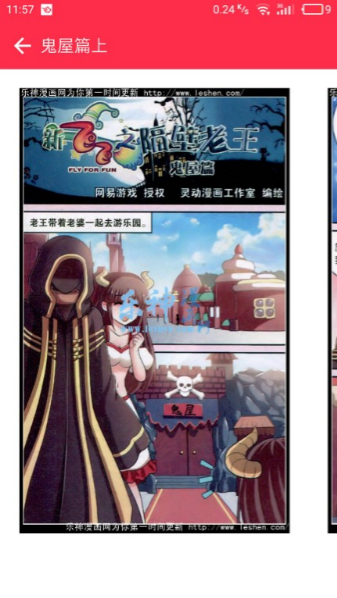 11:57
0.24 K/s
9
鬼屋篇上
乐神漫画网为你第一时间更新 http://www.leshen.com/
新飞飞之隔壁老王
FLY FOR FUN
鬼屋篇
网易游戏 授权 灵动漫画工作室 编绘
老王带着老婆一起去游乐园。
乐神
鬼屋
乐神漫画网为你第一时间更新 http://www.leshen.com/